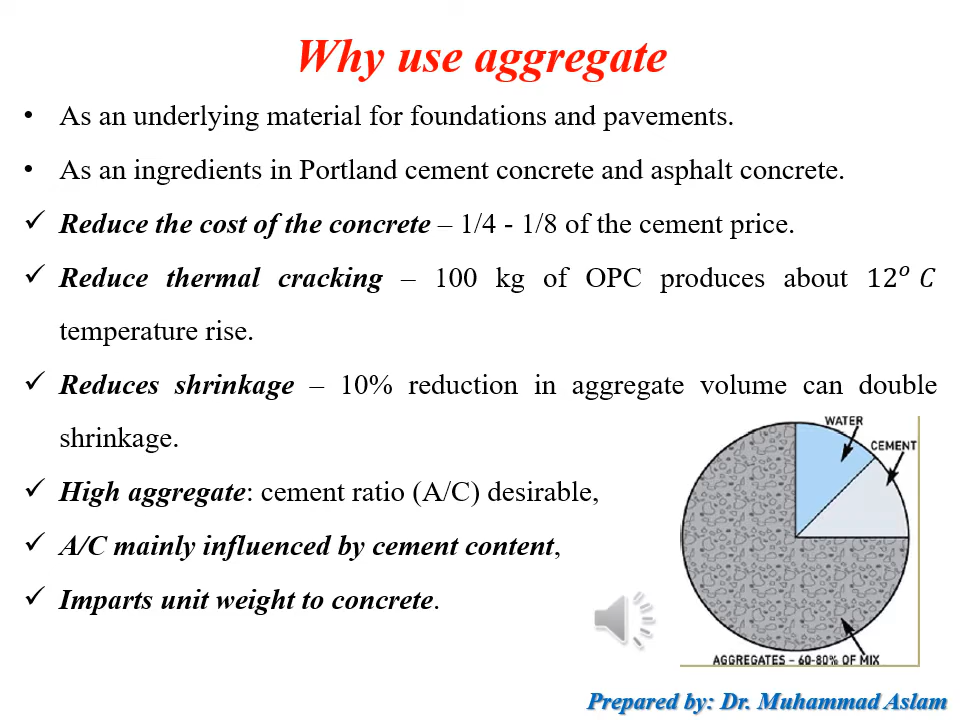 Why use aggregate
• As an underlying material for foundations and pavements.
• As an ingredients in Portland cement concrete and asphalt concrete.
✓ Reduce the cost of the concrete – 1/4 - 1/8 of the cement price.
✓ Reduce thermal cracking – 100 kg of OPC produces about 12° C
temperature rise.
✓ Reduces shrinkage – 10% reduction in aggregate volume can double
shrinkage.
✓ High aggregate: cement ratio (A/C) desirable,
✓ A/C mainly influenced by cement content,
✓ Imparts unit weight to concrete.
WATER
CEMENT
AGGREGATES – 60-80% OF MIX
Prepared by: Dr. Muhammad Aslam